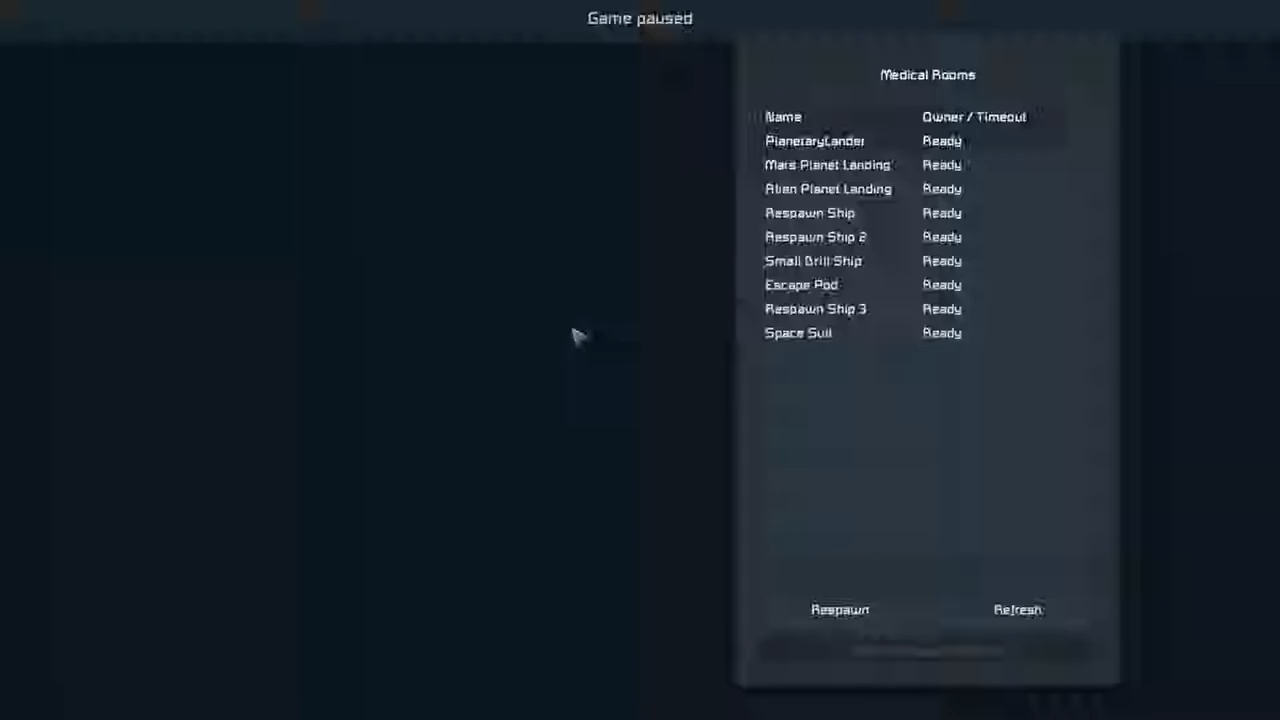 Game paused
Medical Rooms
Name Owner / Timeout
PlanetaryLander Ready
Mars Planet Landing Ready
Alien Planet Landing Ready
Respawn Ship Ready
Respawn Ship 2 Ready
Small Drill Ship Ready
Escape Pod Ready
Respawn Ship 3 Ready
Space Suit Ready
Respawn Refresh